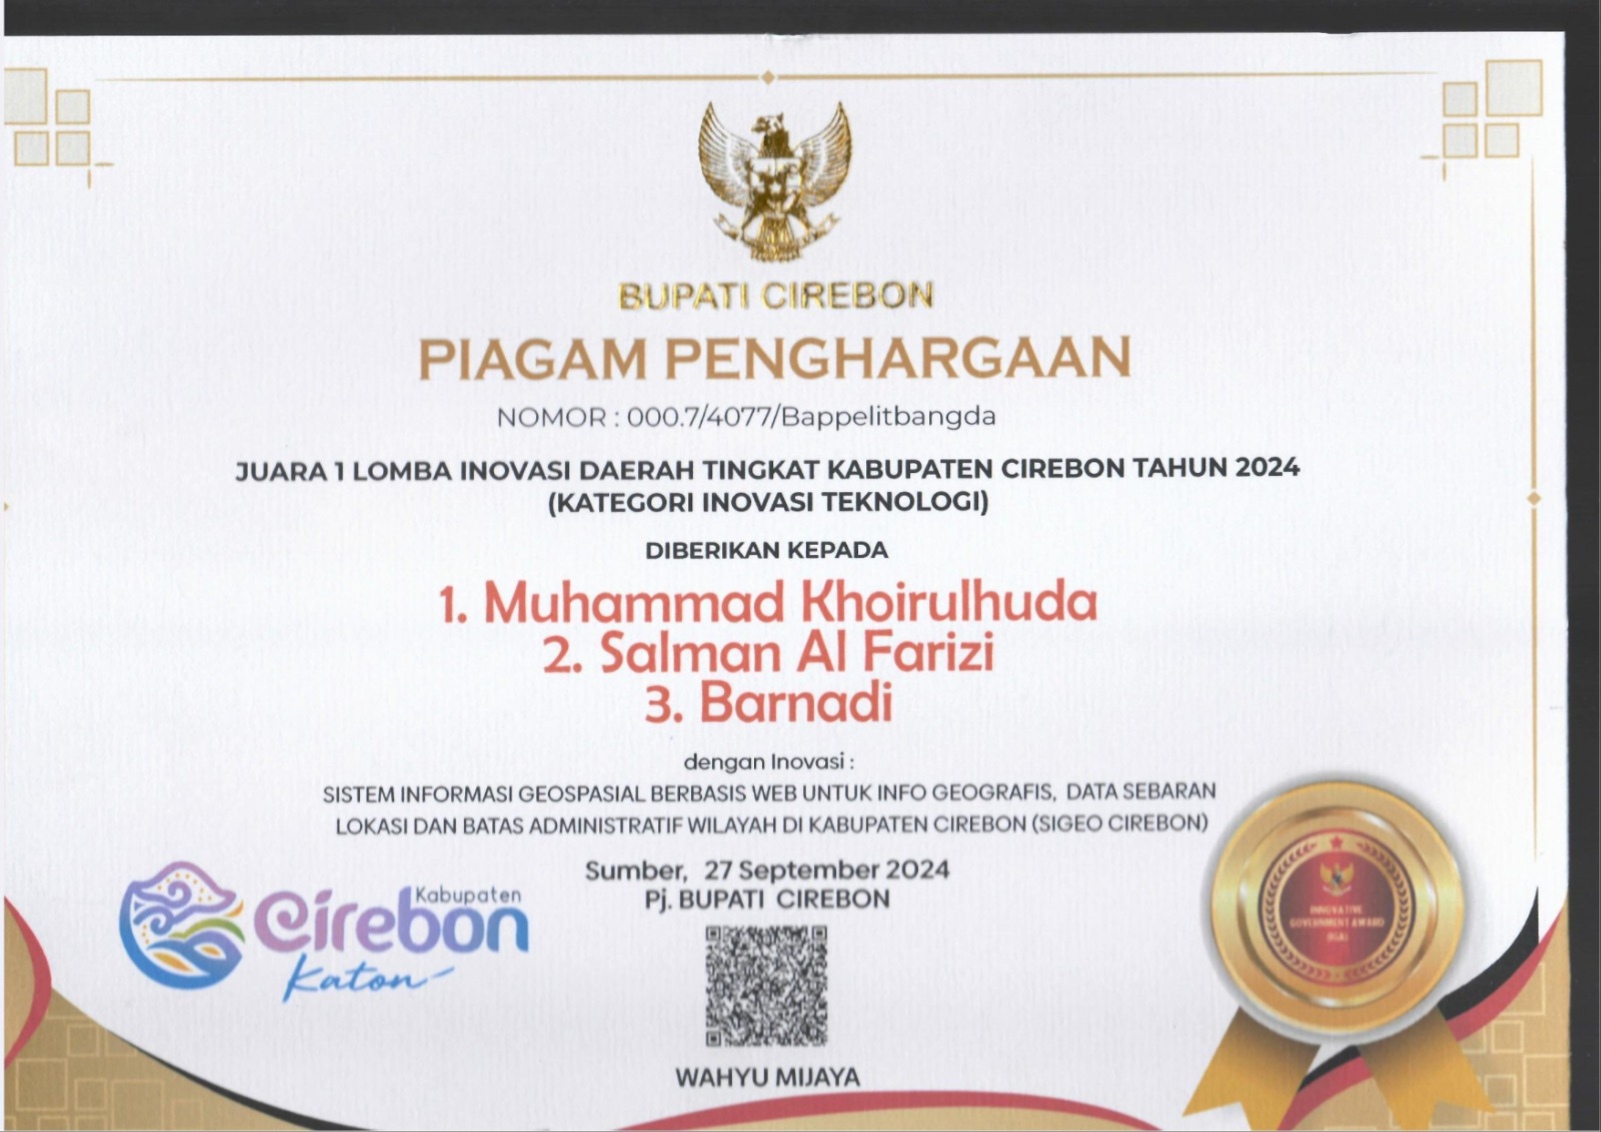 BUPATI CIREBON
PIAGAM PENGHARGAAN
NOMOR : 000.7/4077/Bappelitbangda
JUARA 1 LOMBA INOVASI DAERAH TINGKAT KABUPATEN CIREBON TAHUN 2024
(KATEGORI INOVASI TEKNOLOGI)
DIBERIKAN KEPADA
1. Muhammad Khoirulhuda
2. Salman Al Farizi
3. Barnadi
dengan Inovasi :
SISTEM INFORMASI GEOSPASIAL BERBASIS WEB UNTUK INFO GEOGRAFIS, DATA SEBARAN
LOKASI DAN BATAS ADMINISTRATIF WILAYAH DI KABUPATEN CIREBON (SIGEO CIREBON)
Sumber, 27 September 2024
Pj. BUPATI CIREBON
WAHYU MIJAYA
Kabupaten
Cirebon
Katon
INNOVATIVE
GOVERNMENT AWARD
(IGA)